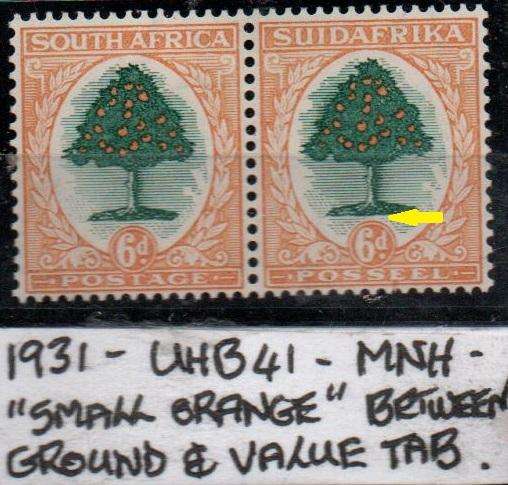 SOUTH AFRICA SUIDAFRIKA
6d 6d
POSTAGE POSSEEL
1931 - UHB41 - MNH -
"SMALL ORANGE" BETWEEN
GROUND & VALUE TAB.